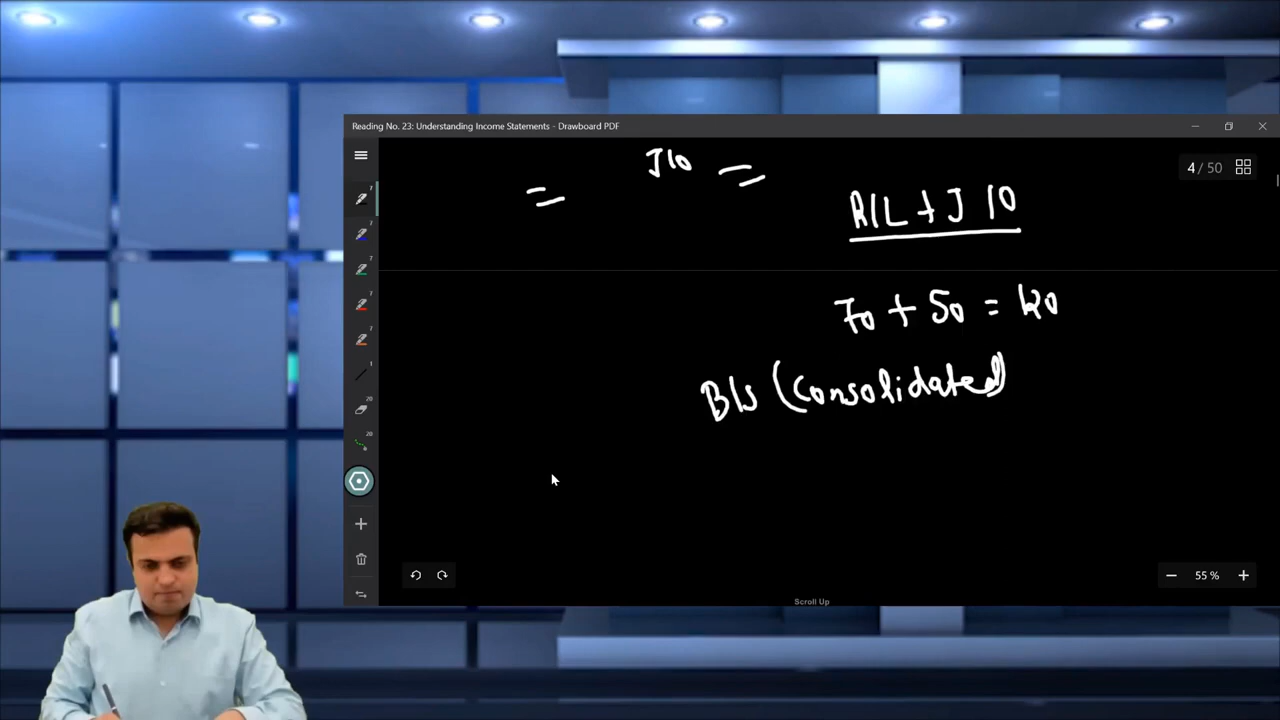 Reading No. 23: Understanding Income Statements - Drawboard PDF
4 / 50
JIO
RIL + JIO
70 + 50 = 120
B/S (Consolidated)
55 %
Scroll Up